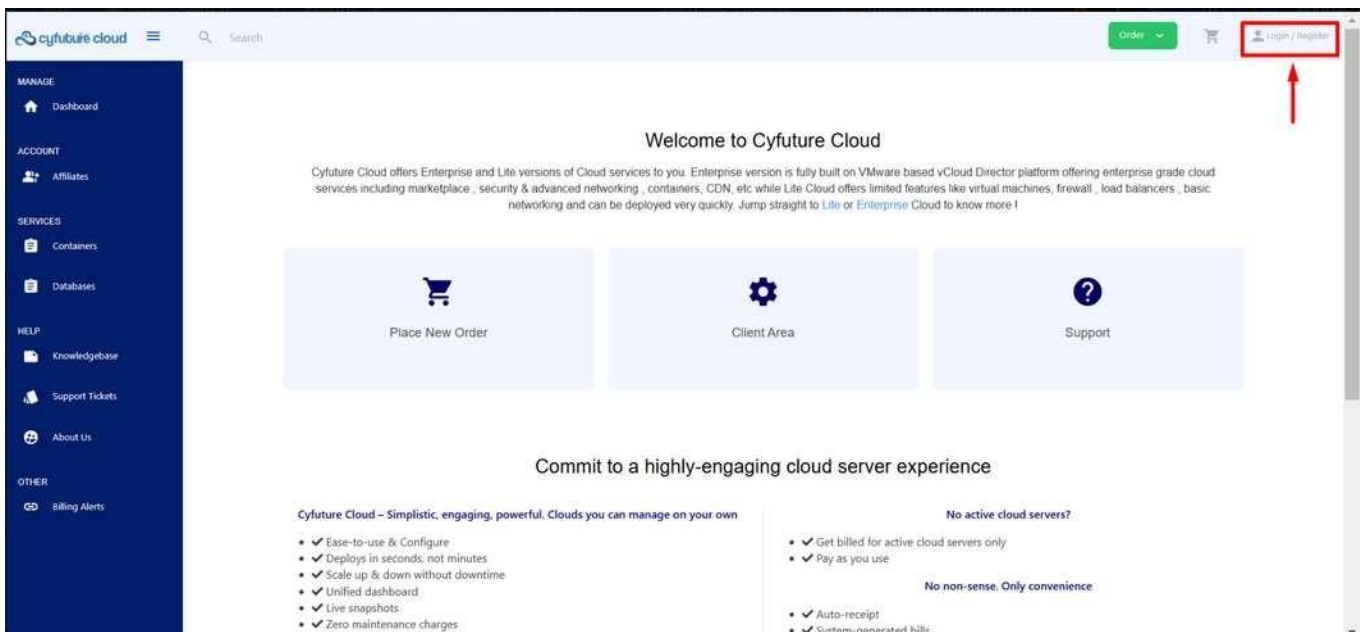 cyfuture cloud
Search
Order
Login / Register
MANAGE
Dashboard
ACCOUNT
Affiliates
SERVICES
Containers
Databases
HELP
Knowledgebase
Support Tickets
About Us
OTHER
Billing Alerts
Welcome to Cyfuture Cloud
Cyfuture Cloud offers Enterprise and Lite versions of Cloud services to you. Enterprise version is fully built on VMware based vCloud Director platform offering enterprise grade cloud
services including marketplace , security & advanced networking , containers, CDN, etc while Lite Cloud offers limited features like virtual machines, firewall , load balancers , basic
networking and can be deployed very quickly. Jump straight to Lite or Enterprise Cloud to know more !
Place New Order
Client Area
Support
Commit to a highly-engaging cloud server experience
Cyfuture Cloud – Simplistic, engaging, powerful. Clouds you can manage on your own
• ✔ Ease-to-use & Configure
• ✔ Deploys in seconds, not minutes
• ✔ Scale up & down without downtime
• ✔ Unified dashboard
• ✔ Live snapshots
• ✔ Zero maintenance charges
No active cloud servers?
• ✔ Get billed for active cloud servers only
• ✔ Pay as you use
No non-sense. Only convenience
• ✔ Auto-receipt
• ✔ System-generated bills